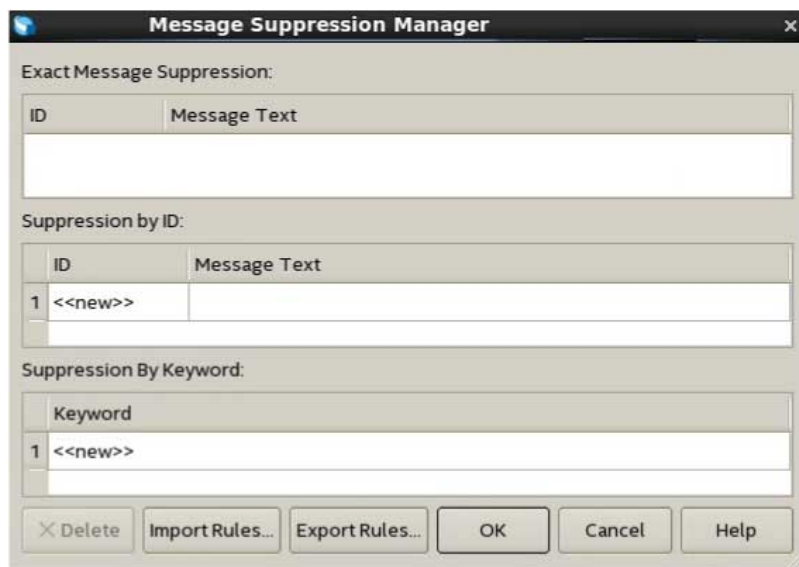 Message Suppression Manager
Exact Message Suppression:
ID Message Text
Suppression by ID:
ID Message Text
1 <<new>>
Suppression By Keyword:
Keyword
1 <<new>>
Delete Import Rules... Export Rules... OK Cancel Help